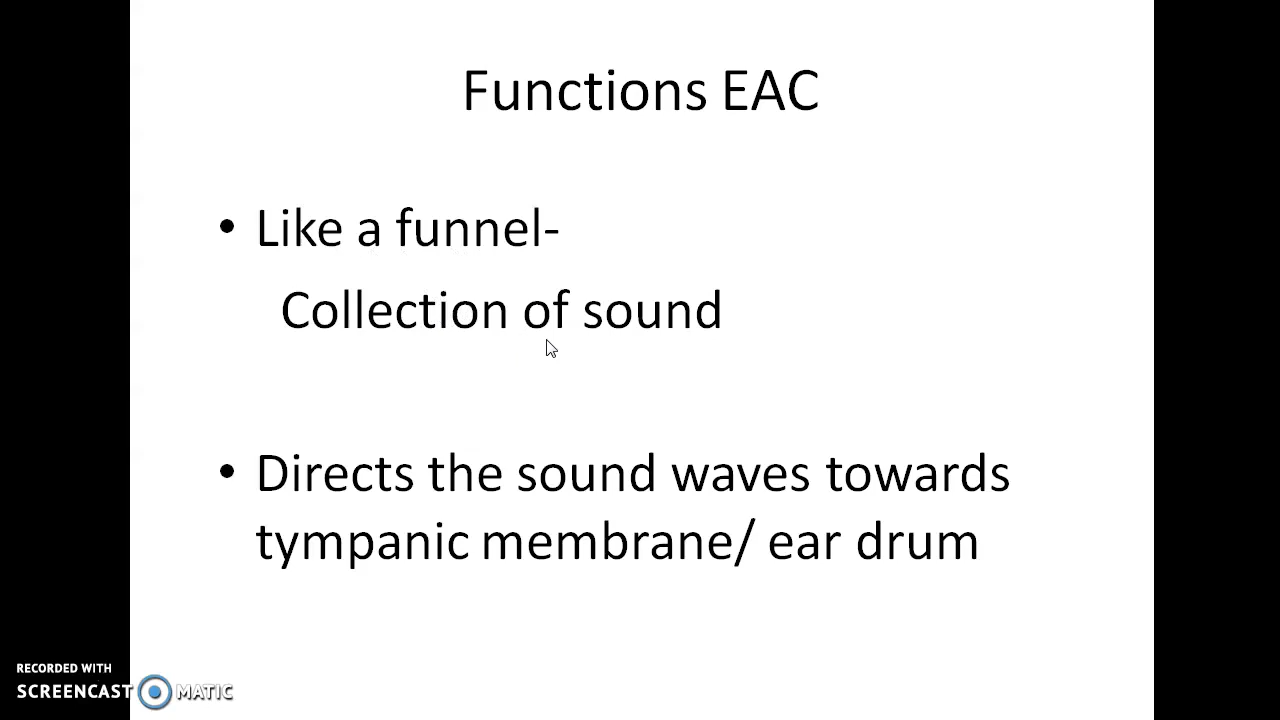 Functions EAC
• Like a funnel-
Collection of sound
• Directs the sound waves towards
tympanic membrane/ ear drum
RECORDED WITH
SCREENCAST MATIC